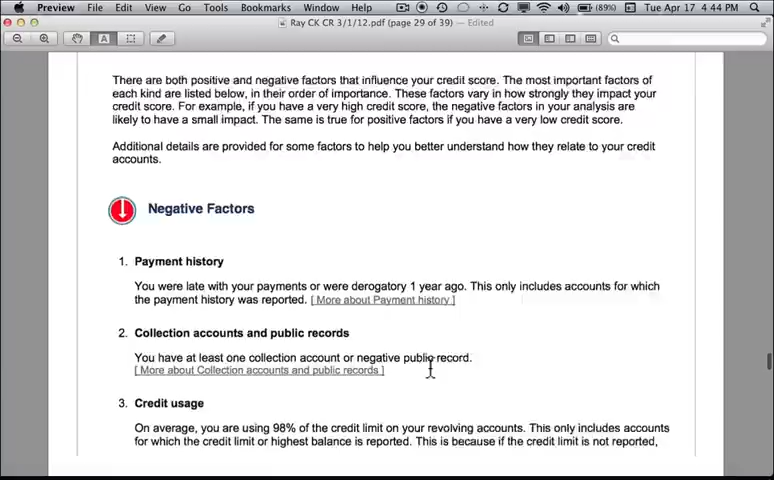 Preview File Edit View Go Tools Bookmarks Window Help (89%) Tue Apr 17 4:44 PM
Ray CK CR 3/1/12.pdf (page 29 of 39) — Edited
There are both positive and negative factors that influence your credit score. The most important factors of
each kind are listed below, in their order of importance. These factors vary in how strongly they impact your
credit score. For example, if you have a very high credit score, the negative factors in your analysis are
likely to have a small impact. The same is true for positive factors if you have a very low credit score.
Additional details are provided for some factors to help you better understand how they relate to your credit
accounts.
Negative Factors
1. Payment history
You were late with your payments or were derogatory 1 year ago. This only includes accounts for which
the payment history was reported. [ More about Payment history ]
2. Collection accounts and public records
You have at least one collection account or negative public record.
[ More about Collection accounts and public records ]
3. Credit usage
On average, you are using 98% of the credit limit on your revolving accounts. This only includes accounts
for which the credit limit or highest balance is reported. This is because if the credit limit is not reported,